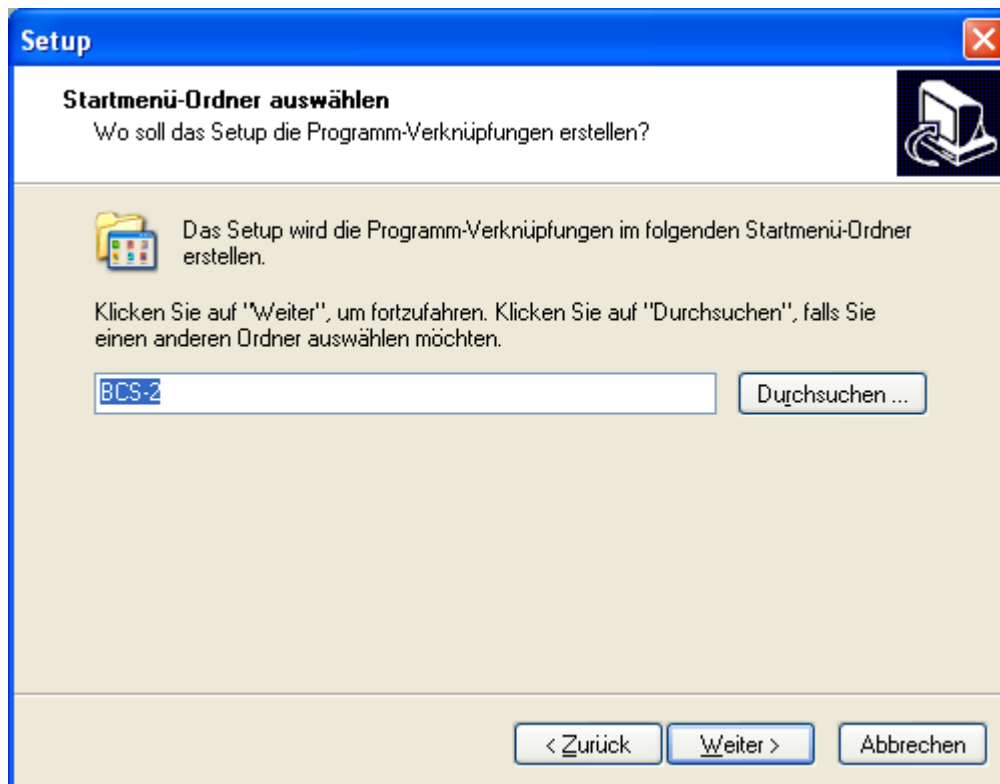 Setup
Startmenü-Ordner auswählen
Wo soll das Setup die Programm-Verknüpfungen erstellen?
Das Setup wird die Programm-Verknüpfungen im folgenden Startmenü-Ordner
erstellen.
Klicken Sie auf "Weiter", um fortzufahren. Klicken Sie auf "Durchsuchen", falls Sie
einen anderen Ordner auswählen möchten.
BCS-2
Durchsuchen ...
< Zurück
Weiter >
Abbrechen